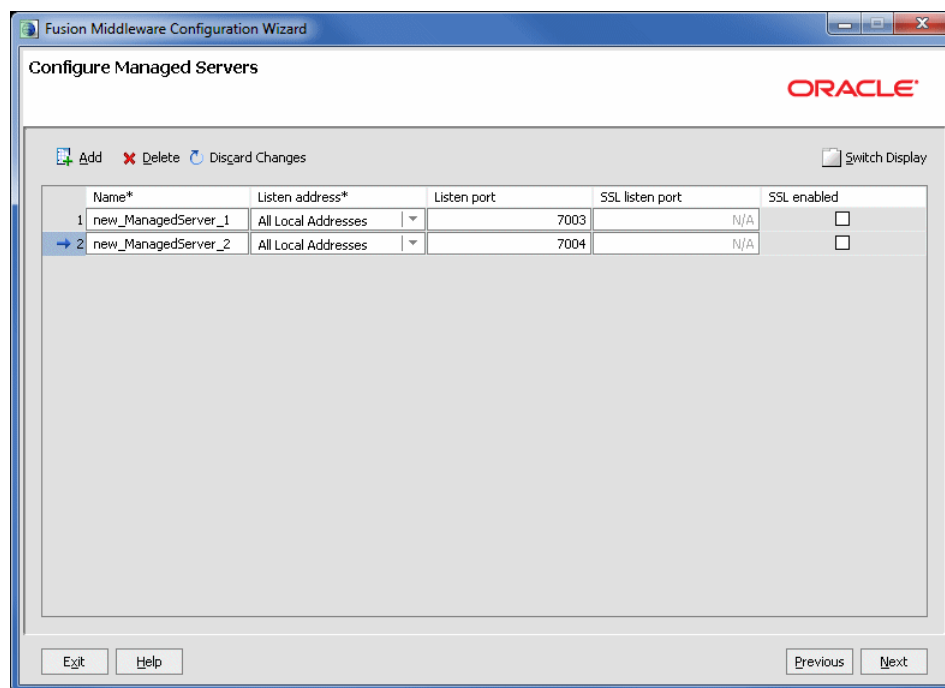 Fusion Middleware Configuration Wizard
Configure Managed Servers
ORACLE
Add Delete Discard Changes Switch Display
Name* Listen address* Listen port SSL listen port SSL enabled
1 new_ManagedServer_1 All Local Addresses 7003 N/A
2 new_ManagedServer_2 All Local Addresses 7004 N/A
Exit Help Previous Next